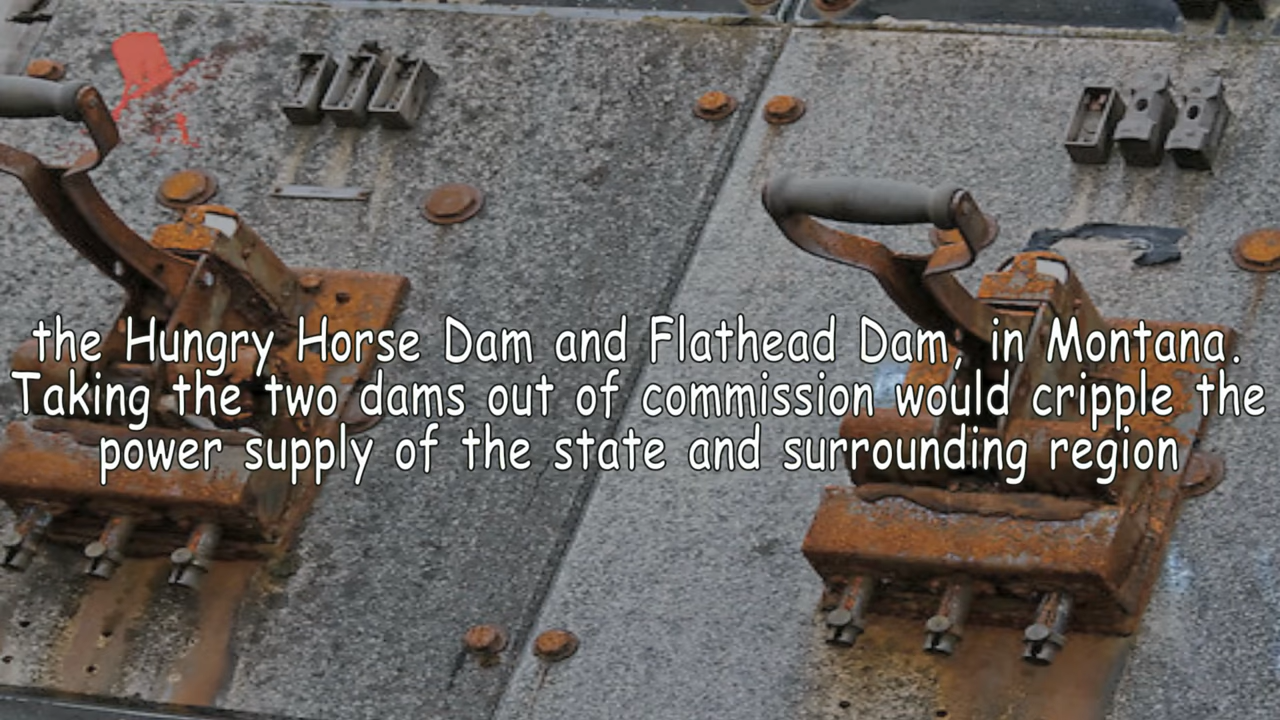 the Hungry Horse Dam and Flathead Dam, in Montana.
Taking the two dams out of commission would cripple the
power supply of the state and surrounding region